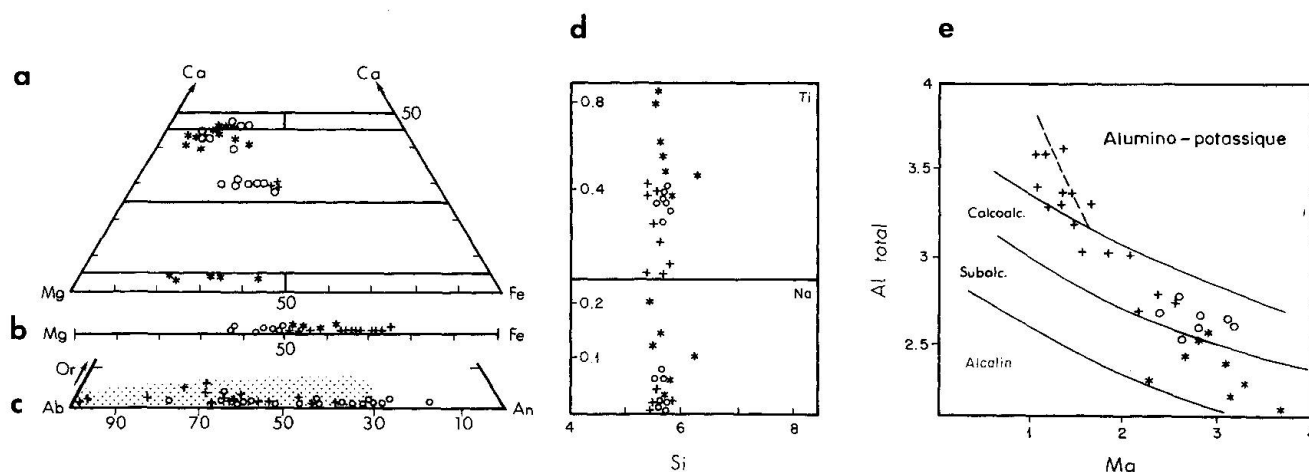 a
Ca
Ca
50
Mg
50
Fe
b
Mg
50
Fe
c
Or
Ab
90
70
50
30
10
An
d
Ti
0.8
0.4
Na
0.2
0.1
4
6
8
Si
e
4
3.5
3
2.5
Alumino-potassique
Calcoalc.
Subalc.
Alcalin
Al total
1
2
3
4
Mg